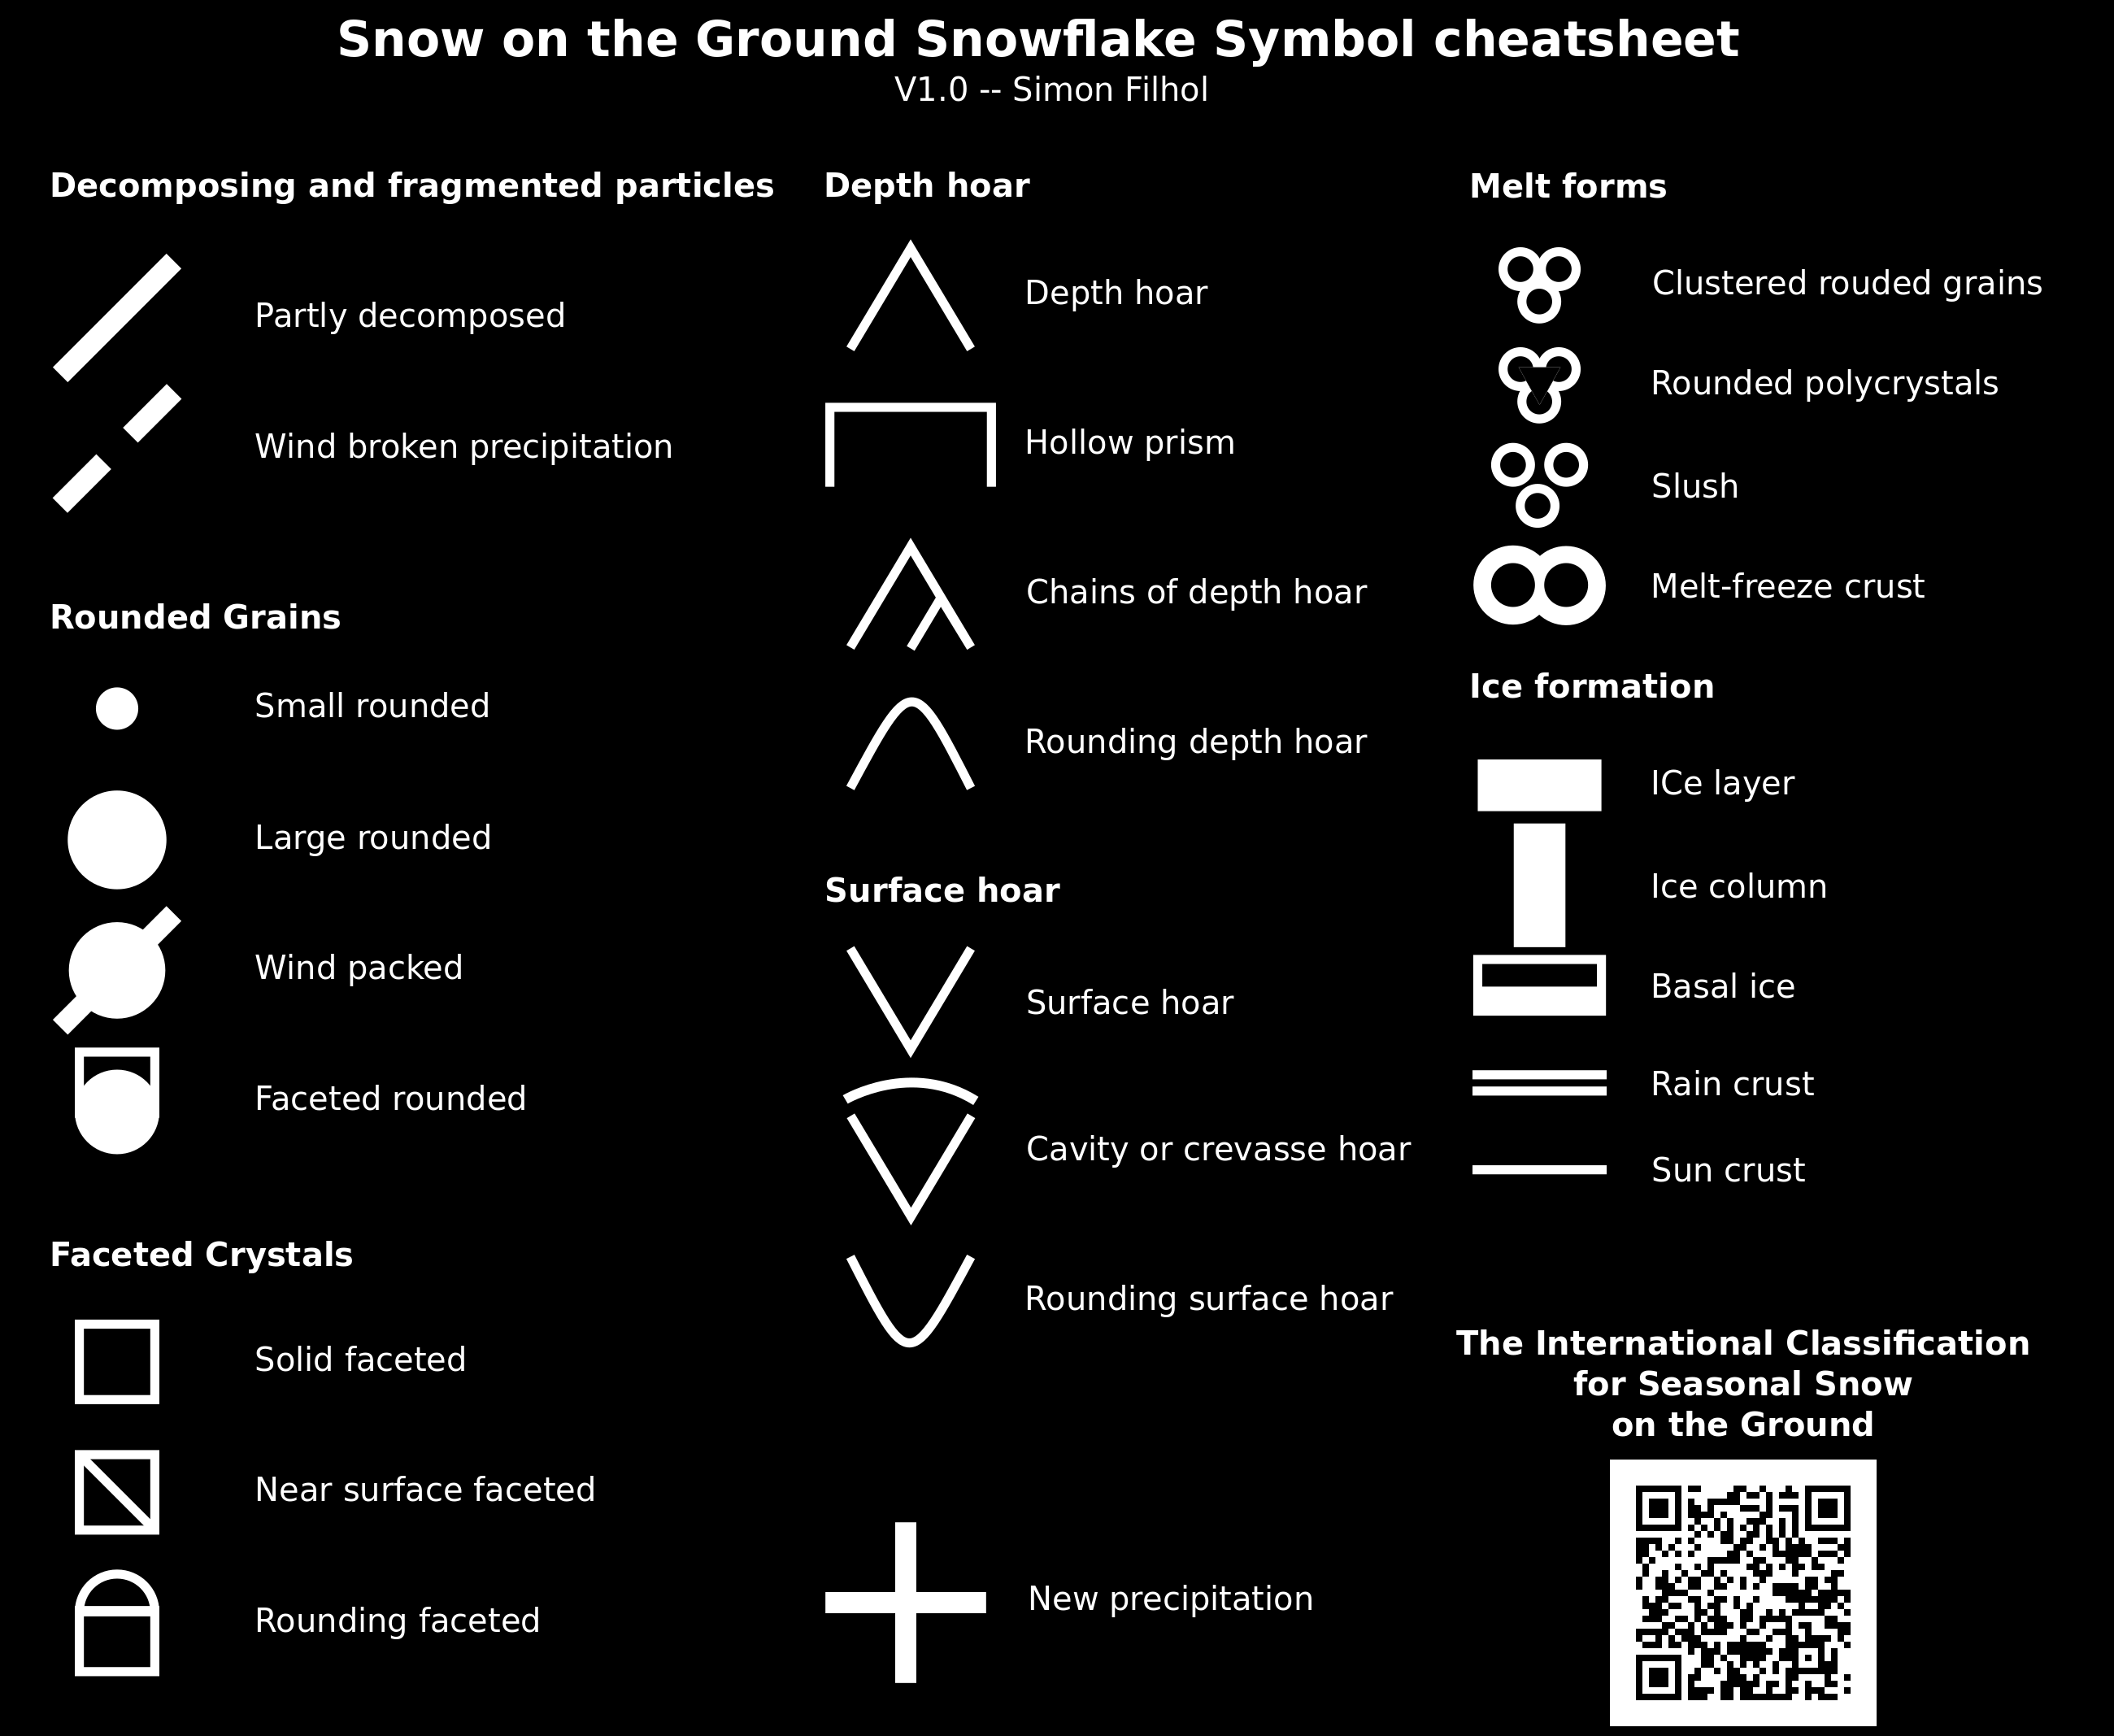 Snow on the Ground Snowflake Symbol cheatsheet
V1.0 -- Simon Filhol
Decomposing and fragmented particles
Partly decomposed
Wind broken precipitation
Rounded Grains
Small rounded
Large rounded
Wind packed
Faceted rounded
Faceted Crystals
Solid faceted
Near surface faceted
Rounding faceted
Depth hoar
Depth hoar
Hollow prism
Chains of depth hoar
Rounding depth hoar
Surface hoar
Surface hoar
Cavity or crevasse hoar
Rounding surface hoar
New precipitation
Melt forms
Clustered rouded grains
Rounded polycrystals
Slush
Melt-freeze crust
Ice formation
ICe layer
Ice column
Basal ice
Rain crust
Sun crust
The International Classification
for Seasonal Snow
on the Ground